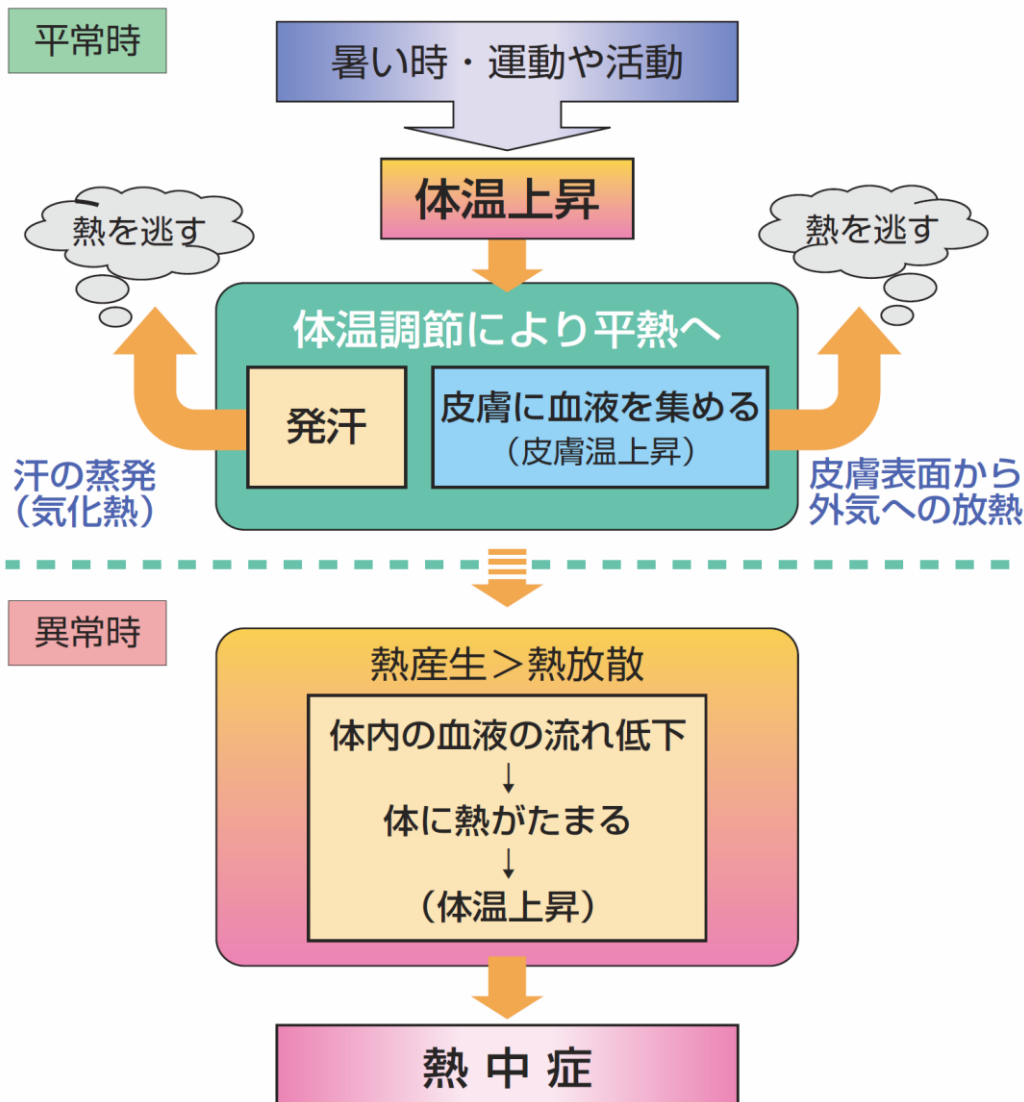 平常時
暑い時・運動や活動
体温上昇
熱を逃す
熱を逃す
体温調節により平熱へ
発汗
皮膚に血液を集める
（皮膚温上昇）
汗の蒸発
（気化熱）
皮膚表面から
外気への放熱
異常時
熱産生＞熱放散
体内の血液の流れ低下
↓
体に熱がたまる
↓
（体温上昇）
熱中症